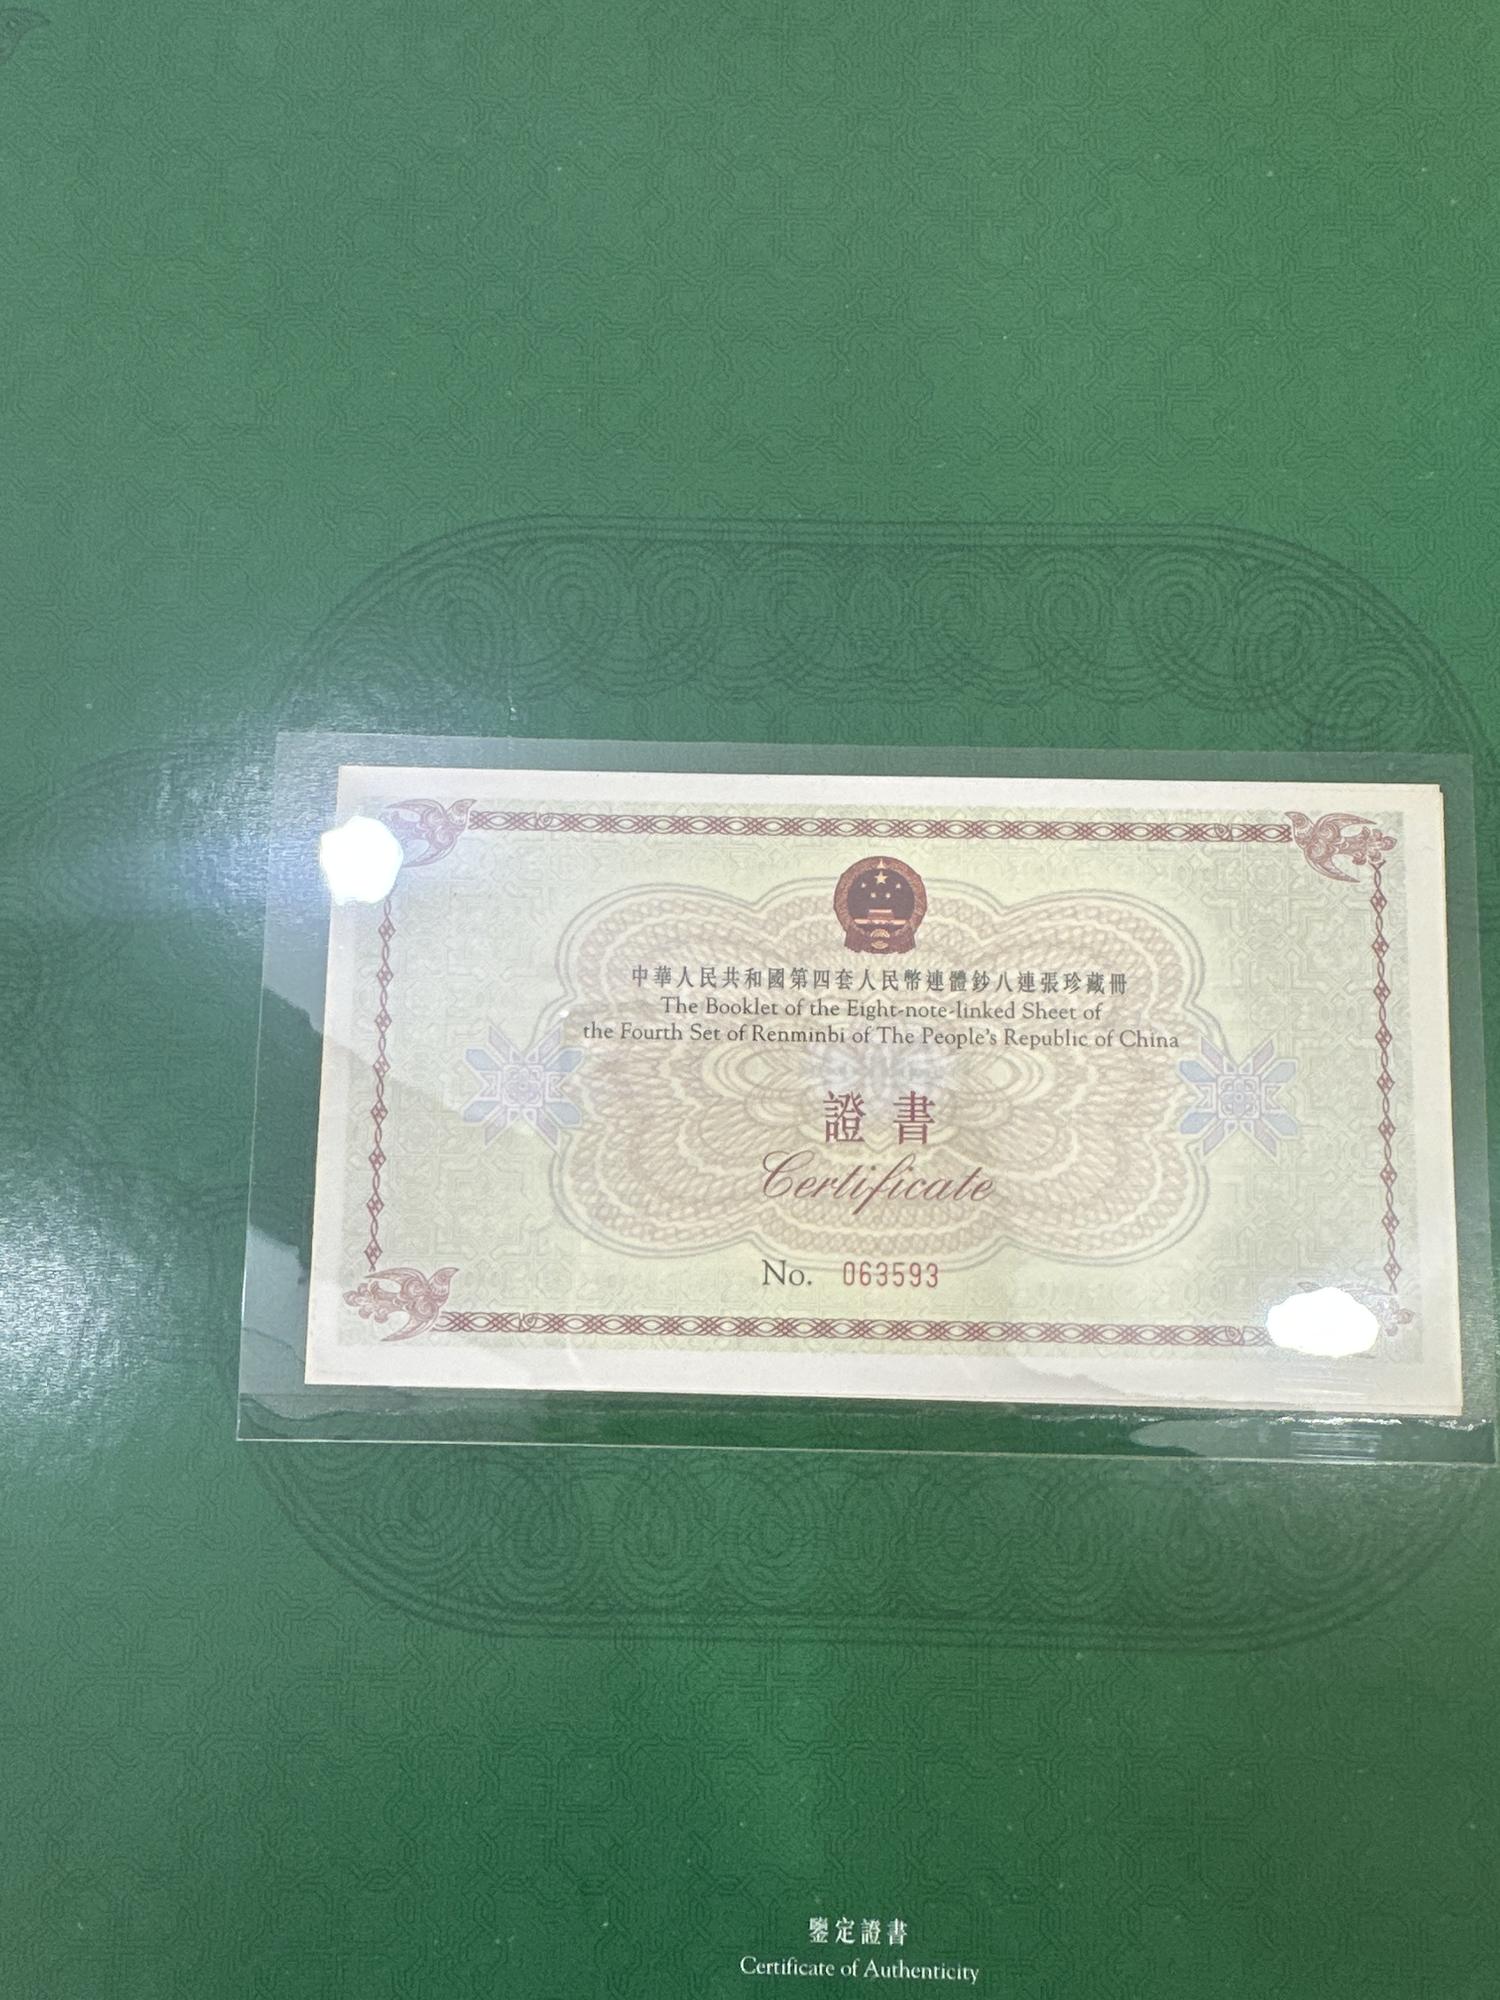 中華人民共和國第四套人民幣連體鈔八連張珍藏冊
The Booklet of the Eight-note-linked Sheet of
the Fourth Set of Renminbi of The People's Republic of China
證書
Certificate
No. 063593
鑒定證書
Certificate of Authenticity